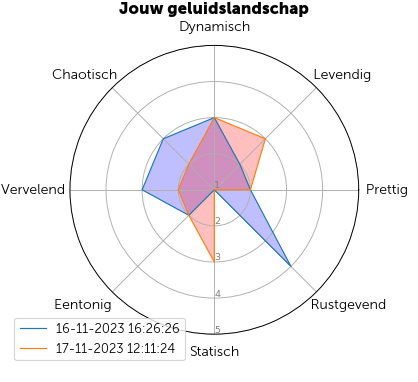 Jouw geluidslandschap
Dynamisch
Chaotisch
Levendig
Vervelend
1
Prettig
2
3
4
Eentonig
Rustgevend
5
16-11-2023 16:26:26
17-11-2023 12:11:24
Statisch